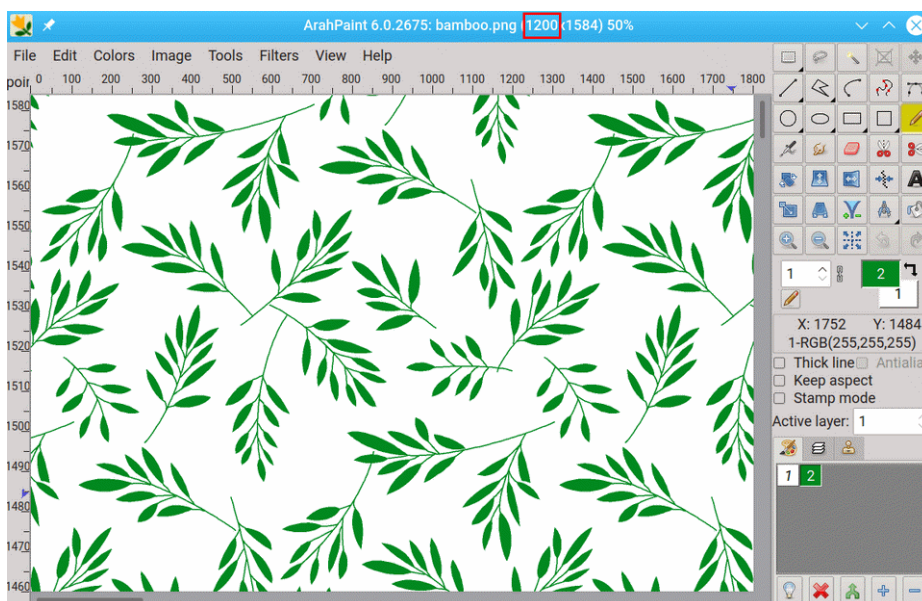 ArahPaint 6.0.2675: bamboo.png (1200x1584) 50%
File Edit Colors Image Tools Filters View Help
poir 0 100 200 300 400 500 600 700 800 900 1000 1100 1200 1300 1400 1500 1600 1700 1800
1580
1570
1560
1550
1540
1530
1520
1510
1500
1490
1480
1470
1460
A
1 2
1
X: 1752 Y: 1484
1-RGB(255,255,255)
Thick line Antialia
Keep aspect
Stamp mode
Active layer: 1
1 2